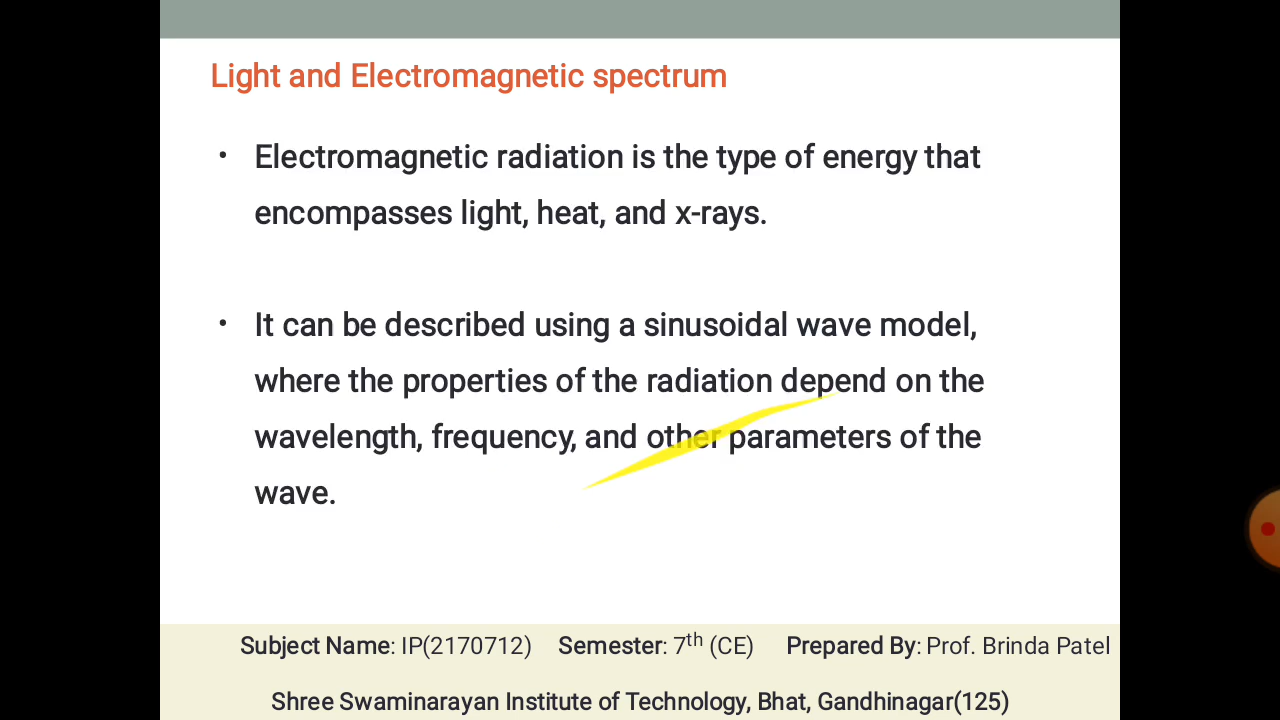 Light and Electromagnetic spectrum
• Electromagnetic radiation is the type of energy that
encompasses light, heat, and x-rays.
• It can be described using a sinusoidal wave model,
where the properties of the radiation depend on the
wavelength, frequency, and other parameters of the
wave.
Subject Name: IP(2170712) Semester: 7th (CE) Prepared By: Prof. Brinda Patel
Shree Swaminarayan Institute of Technology, Bhat, Gandhinagar(125)